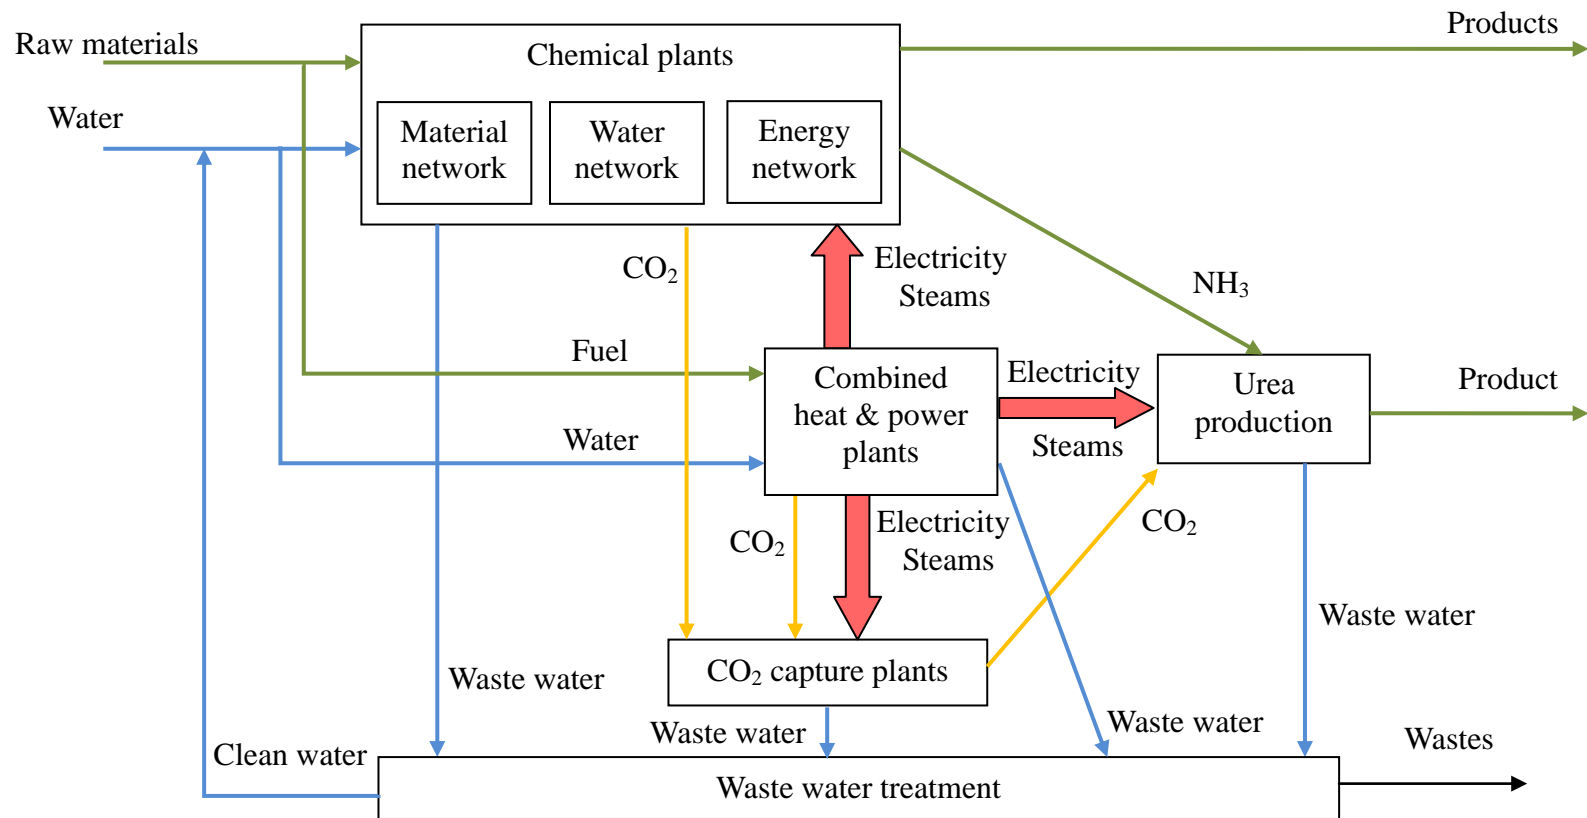 Products
Raw materials
Chemical plants
Water
Material
network
Water
network
Energy
network
CO₂
Electricity
Steams
NH₃
Fuel
Combined
heat & power
plants
Electricity
Steams
Urea
production
Product
Water
CO₂
Electricity
Steams
CO₂
Waste water
CO₂ capture plants
Waste water
Waste water
Waste water
Clean water
Wastes
Waste water treatment